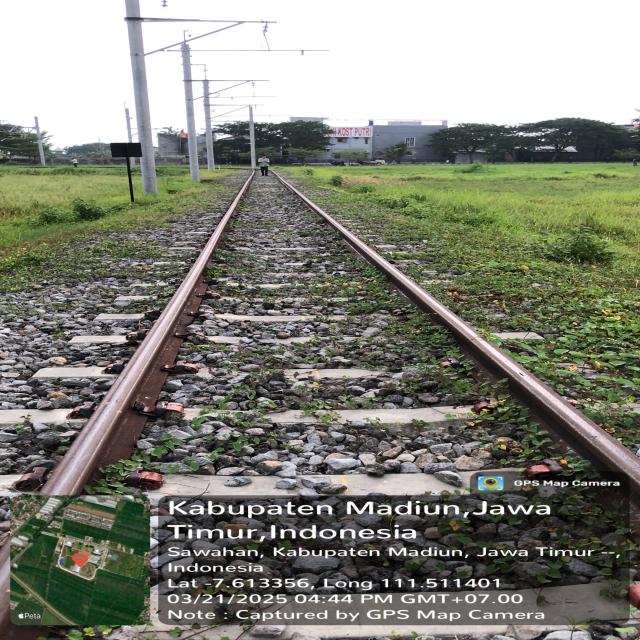 KOST PUTRI
GPS Map Camera
Kabupaten Madiun,Jawa
Timur,Indonesia
Sawahan, Kabupaten Madiun, Jawa Timur --,
Indonesia
Lat -7.613356, Long 111.511401
03/21/2025 04:44 PM GMT+07.00
Note : Captured by GPS Map Camera
Peta